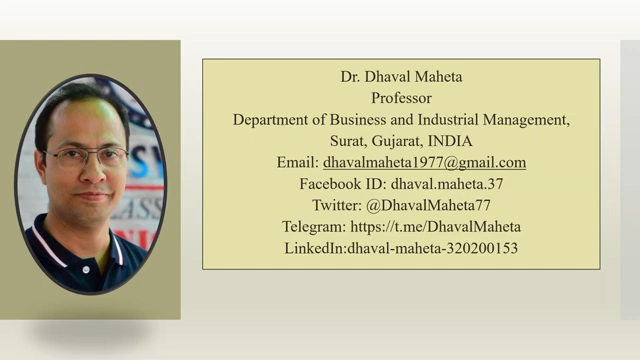 Dr. Dhaval Maheta
Professor
Department of Business and Industrial Management,
Surat, Gujarat, INDIA
Email: dhavalmaheta1977@gmail.com
Facebook ID: dhaval.maheta.37
Twitter: @DhavalMaheta77
Telegram: https://t.me/DhavalMaheta
LinkedIn:dhaval-maheta-320200153